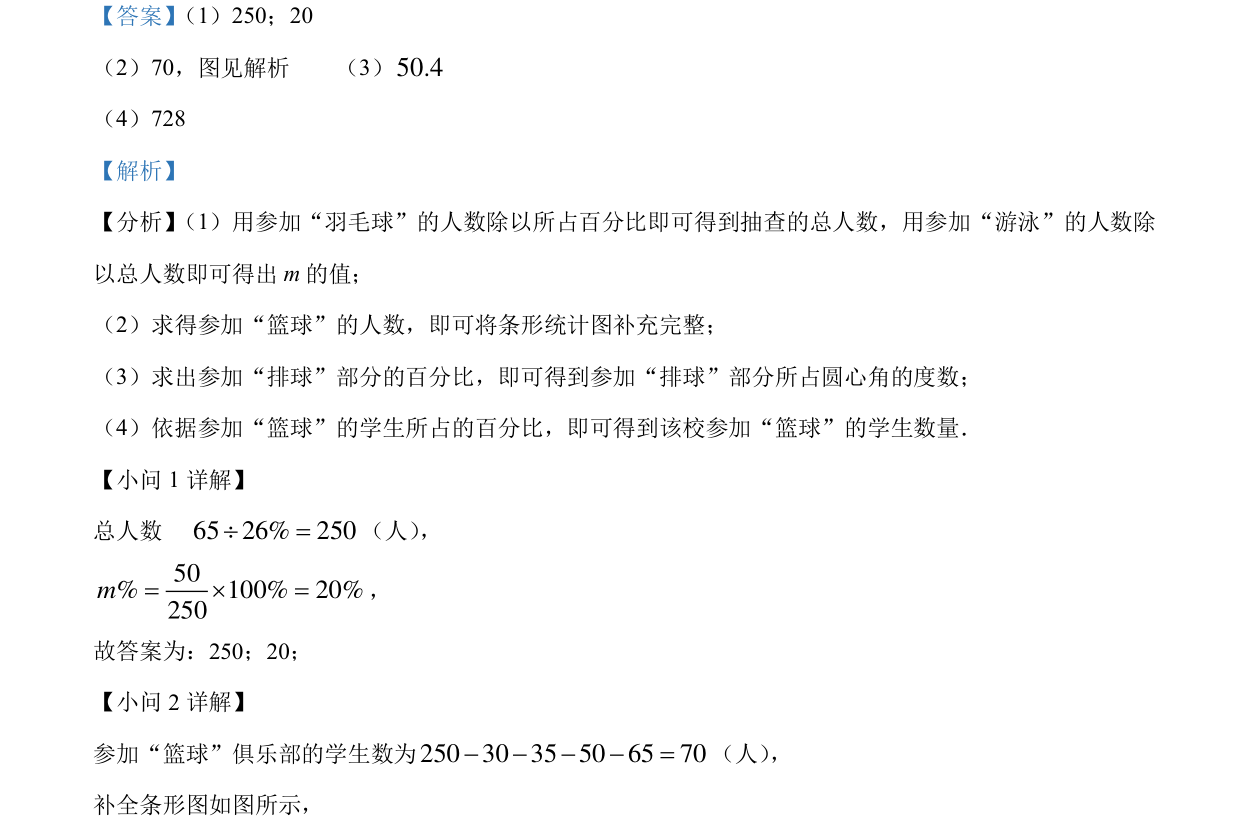 【答案】（1）250；20
（2）70，图见解析 （3）50.4
（4）728
【解析】
【分析】（1）用参加“羽毛球”的人数除以所占百分比即可得到抽查的总人数，用参加“游泳”的人数除
以总人数即可得出 m 的值；
（2）求得参加“篮球”的人数，即可将条形统计图补充完整；
（3）求出参加“排球”部分的百分比，即可得到参加“排球”部分所占圆心角的度数；
（4）依据参加“篮球”的学生所占的百分比，即可得到该校参加“篮球”的学生数量．
【小问 1 详解】
总人数 65÷26%=250（人），
m% = 50/250 ×100% = 20%，
故答案为：250；20；
【小问 2 详解】
参加“篮球”俱乐部的学生数为250−30−35−50−65=70（人），
补全条形图如图所示，